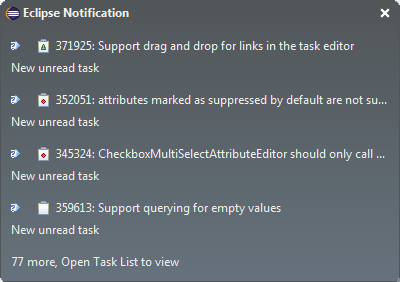 Eclipse Notification
371925: Support drag and drop for links in the task editor
New unread task
352051: attributes marked as suppressed by default are not su...
New unread task
345324: CheckboxMultiSelectAttributeEditor should only call ...
New unread task
359613: Support querying for empty values
New unread task
77 more, Open Task List to view